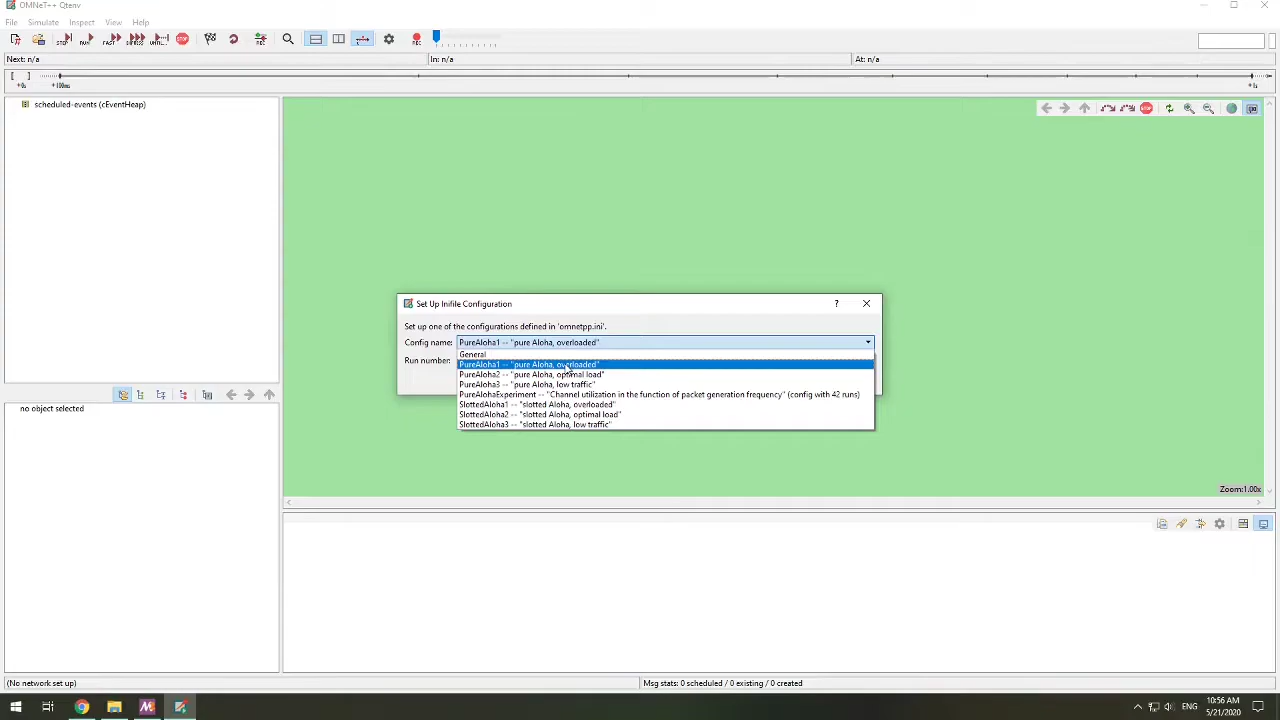 OMNeT++ Qtenv
File Simulate Inspect View Help
Next: n/a
In: n/a
At: n/a
+0s +100ms +1s
scheduled-events (cEventHeap)
Set Up Inifile Configuration
Set up one of the configurations defined in 'omnetpp.ini'.
Config name: PureAloha1 -- "pure Aloha, overloaded"
Run number:
General
PureAloha1 -- "pure Aloha, overloaded"
PureAloha2 -- "pure Aloha, optimal load"
PureAloha3 -- "pure Aloha, low traffic"
PureAlohaExperiment -- "Channel utilization in the function of packet generation frequency" (config with 42 runs)
SlottedAloha1 -- "slotted Aloha, overloaded"
SlottedAloha2 -- "slotted Aloha, optimal load"
SlottedAloha3 -- "slotted Aloha, low traffic"
no object selected
Zoom:1.00x
(No network set up)
Msg stats: 0 scheduled / 0 existing / 0 created
ENG
10:56 AM
5/21/2020